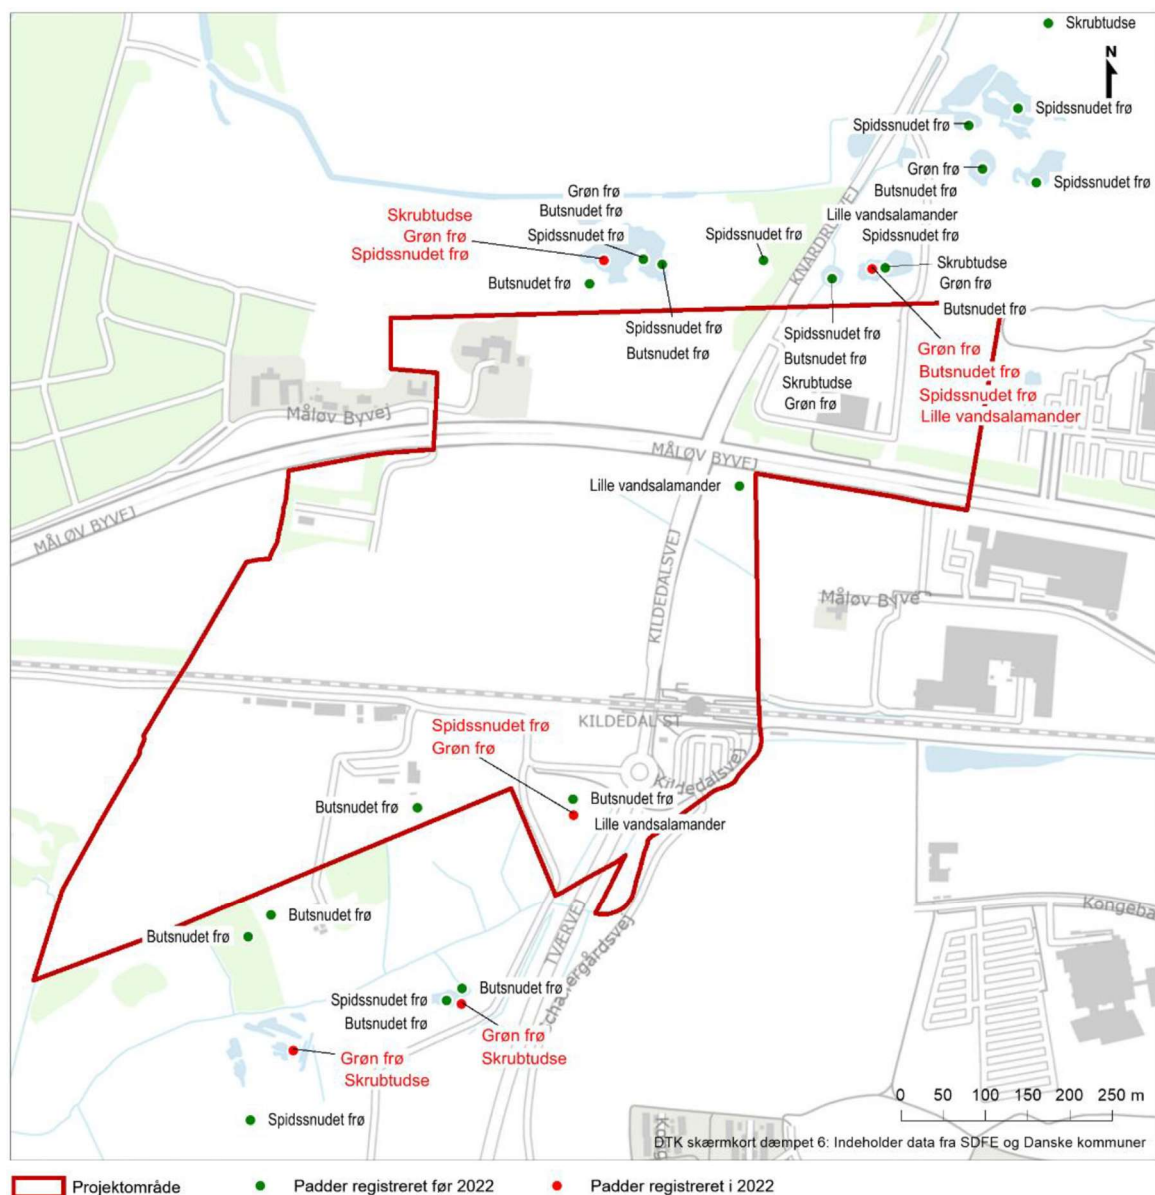 Skrubtudse
N
Spidssnudet frø
Spidssnudet frø
Grøn frø
Butsnudet frø
Spidssnudet frø
Lille vandsalamander
Spidssnudet frø
Skrubtudse
Grøn frø
Butsnudet frø
Grøn frø
Butsnudet frø
Spidssnudet frø
Skrubtudse
Grøn frø
Spidssnudet frø
Butsnudet frø
Spidssnudet frø
Butsnudet frø
Spidssnudet frø
Spidssnudet frø
Butsnudet frø
Skrubtudse
Grøn frø
Grøn frø
Butsnudet frø
Spidssnudet frø
Lille vandsalamander
Måløv Byvej
MÅLØV BYVEJ
MÅLØV BYVEJ
Lille vandsalamander
KILDEDALSVEJ
Måløv Byve
KILDEDAL ST
Kildedalsvej
Spidssnudet frø
Grøn frø
Butsnudet frø
Butsnudet frø
Lille vandsalamander
Butsnudet frø
Butsnudet frø
TVÆRVEJ
Kongeba
Butsnudet frø
Spidssnudet frø
Butsnudet frø
Grøn frø
Skrubtudse
Grøn frø
Skrubtudse
Spidssnudet frø
0 50 100 150 200 250 m
DTK skærmkort dæmpet 6: Indeholder data fra SDFE og Danske kommuner
Projektområde
Padder registreret før 2022
Padder registreret i 2022